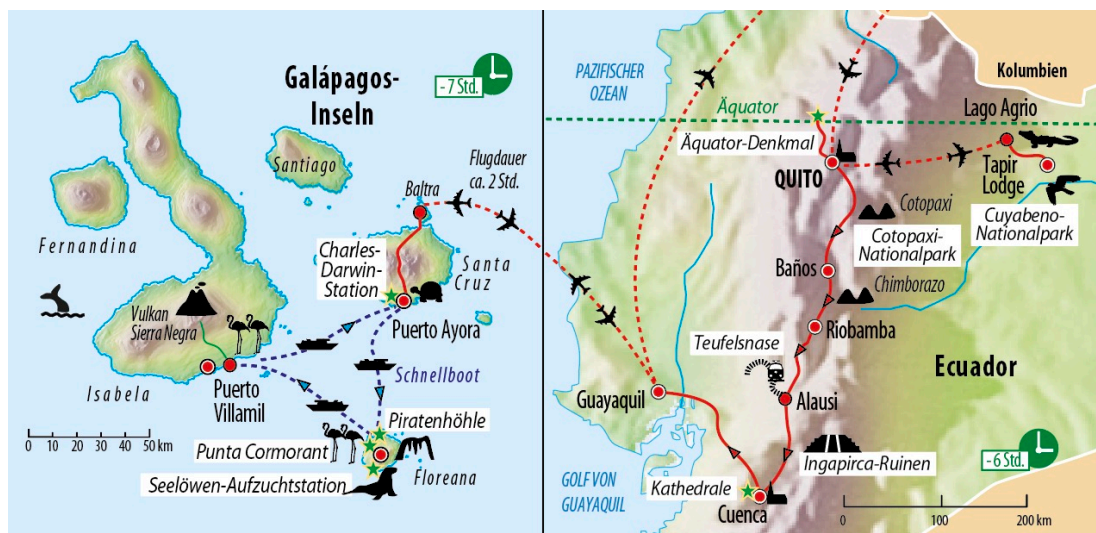 Galápagos-
Inseln
- 7 Std.
Santiago
Fernandina
Baltra
Flugdauer
ca. 2 Std.
Charles-
Darwin-
Station
Santa
Cruz
Puerto Ayora
Vulkan
Sierra Negra
Isabela
Puerto
Villamil
Schnellboot
Piratenhöhle
Punta Cormorant
Seelöwen-Aufzuchtstation
Floreana
0 10 20 30 40 50 km
PAZIFISCHER
OZEAN
Kolumbien
Äquator
Lago Agrio
Äquator-Denkmal
QUITO
Tapir
Lodge
Cuyabeno-
Nationalpark
Cotopaxi
Cotopaxi-
Nationalpark
Baños
Chimborazo
Riobamba
Teufelsnase
Ecuador
Guayaquil
Alausi
Ingapirca-Ruinen
- 6 Std.
Kathedrale
GOLF VON
GUAYAQUIL
Cuenca
0 100 200 km